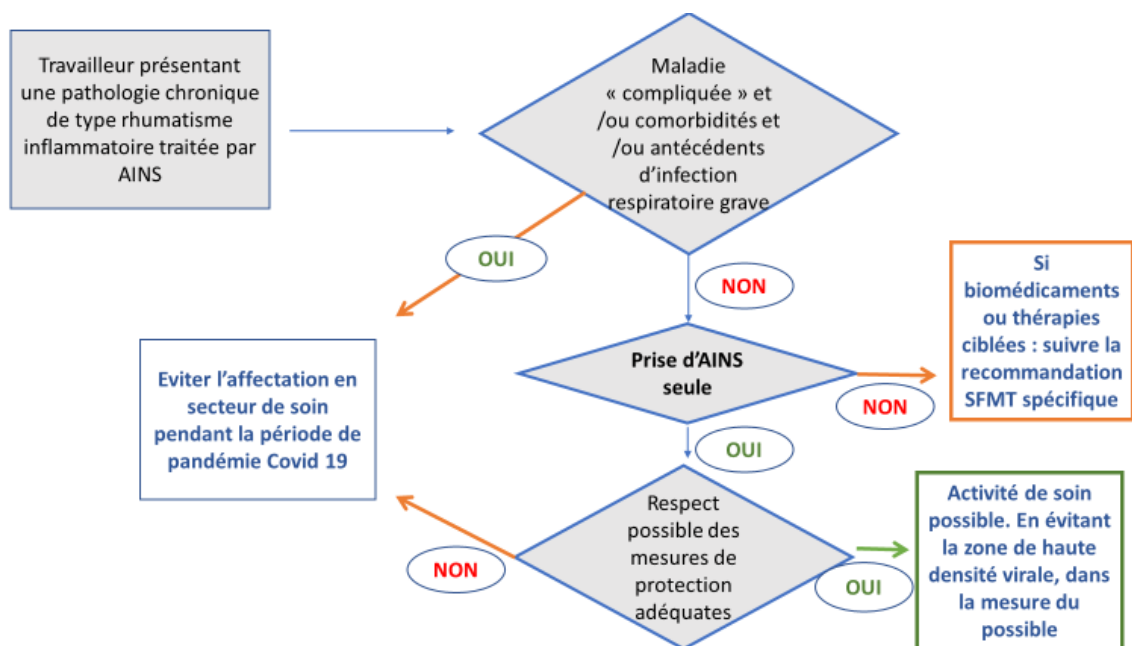 Travailleur présentant
une pathologie chronique
de type rhumatisme
inflammatoire traitée par
AINS
Maladie
« compliquée » et
/ou comorbidités et
/ou antécédents
d’infection
respiratoire grave
OUI
NON
Si
biomédicaments
ou thérapies
ciblées : suivre la
recommandation
SFMT spécifique
Prise d’AINS
seule
NON
Eviter l’affectation en
secteur de soin
pendant la période de
pandémie Covid 19
OUI
Respect
possible des
mesures de
protection
adéquates
NON
OUI
Activité de soin
possible. En évitant
la zone de haute
densité virale, dans
la mesure du
possible